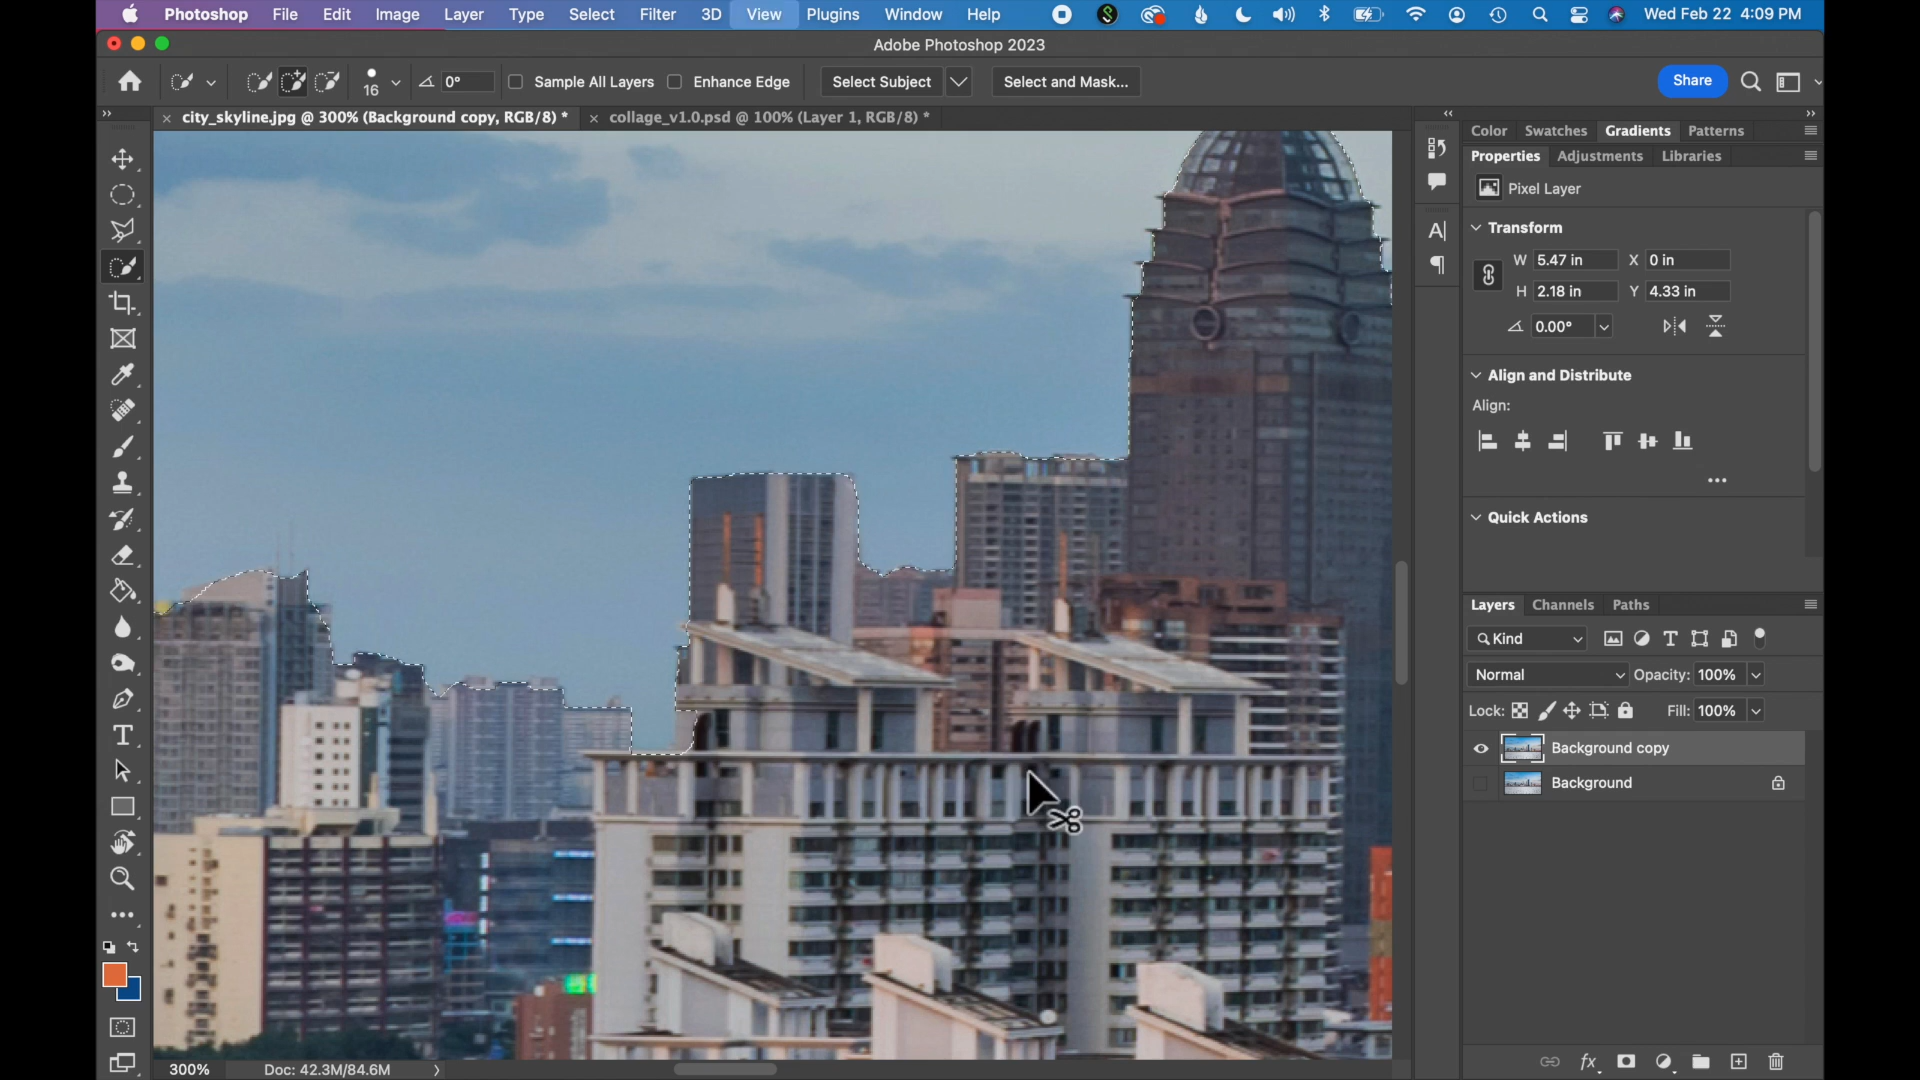 Photoshop File Edit Image Layer Type Select Filter 3D View Plugins Window Help Wed Feb 22 4:09 PM
Adobe Photoshop 2023
16 0° Sample All Layers Enhance Edge Select Subject Select and Mask... Share
city_skyline.jpg @ 300% (Background copy, RGB/8) * collage_v1.0.psd @ 100% (Layer 1, RGB/8) *
Color Swatches Gradients Patterns
Properties Adjustments Libraries
Pixel Layer
Transform
W 5.47 in X 0 in
H 2.18 in Y 4.33 in
0.00°
Align and Distribute
Align:
Quick Actions
Layers Channels Paths
Kind
Normal Opacity: 100%
Lock: Fill: 100%
Background copy
Background
300% Doc: 42.3M/84.6M